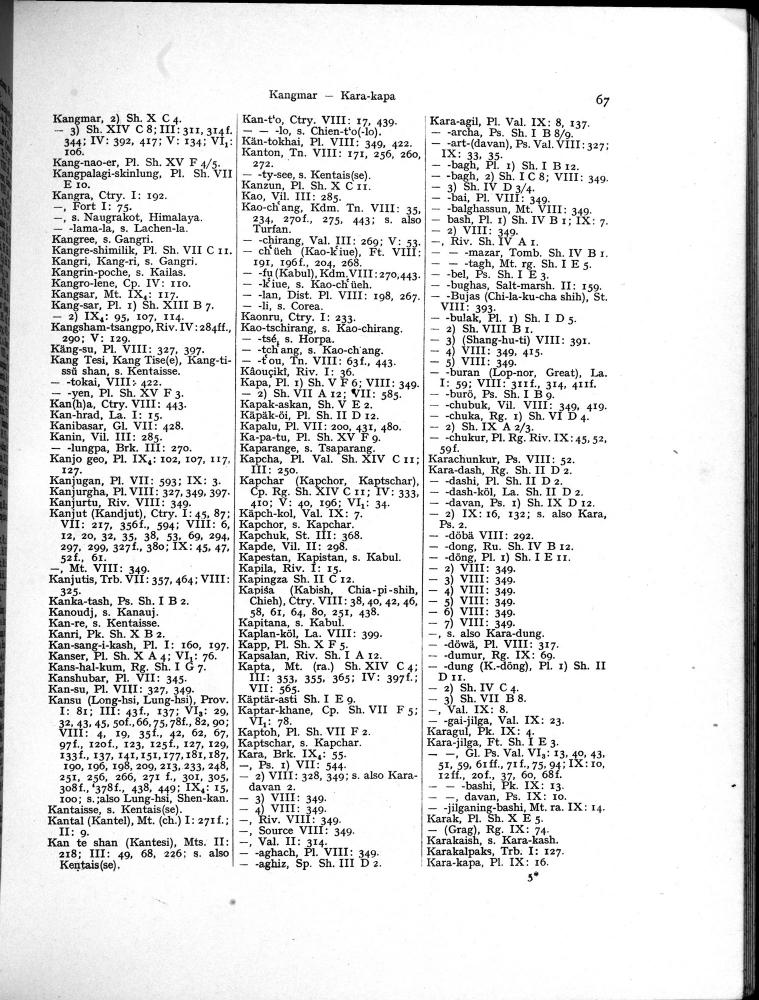 Kangmar — Kara-kapa
67
Kangmar, 2) Sh. X C 4.
— 3) Sh. XIV C 8; III: 311, 314 f.
344; IV: 392, 417; V: 134; VI₁:
106.
Kang-nao-er, Pl. Sh. XV F 4/5.
Kangpalagi-skinlung, Pl. Sh. VII
E 10.
Kangra, Ctry. I: 192.
—, Fort I: 75.
—, s. Naugrakot, Himalaya.
— -lama-la, s. Lachen-la.
Kangree, s. Gangri.
Kangre-shimilik, Pl. Sh. VII C 11.
Kangri, Kang-ri, s. Gangri.
Kangrin-poche, s. Kailas.
Kangro-lene, Cp. IV: 110.
Kangsar, Mt. IX₄: 117.
Kang-sar, Pl. 1) Sh. XIII B 7.
— 2) IX₄: 95, 107, 114.
Kangsham-tsangpo, Riv. IV: 284ff.,
290; V: 129.
Käng-su, Pl. VIII: 327, 397.
Kang Tesi, Kang Tise(e), Kang-ti-
ssŭ shan, s. Kentaisse.
— -tokai, VIII: 422.
— -yen, Pl. Sh. XV F 3.
Kan(h)a, Ctry. VIII: 443.
Kan-hrad, La. I: 15.
Kanibasar, Gl. VII: 428.
Kanin, Vil. III: 285.
— -lungpa, Brk. III: 270.
Kanjo geo, Pl. IX₄: 102, 107, 117,
127.
Kanjugan, Pl. VII: 593; IX: 3.
Kanjurgha, Pl. VIII: 327, 349, 397.
Kanjurtu, Riv. VIII: 349.
Kanjut (Kandjut), Ctry. I: 45, 87;
VII: 217, 356f., 594; VIII: 6,
12, 20, 32, 35, 38, 53, 69, 294,
297, 299, 327f., 380; IX: 45, 47,
52 f., 61.
—, Mt. VIII: 349.
Kanjutis, Trb. VII: 357, 464; VIII:
325.
Kanka-tash, Ps. Sh. I B 2.
Kanoudj, s. Kanauj.
Kan-re, s. Kentaisse.
Kanri, Pk. Sh. X B 2.
Kan-sang-i-kash, Pl. I: 160, 197.
Kanser, Pl. Sh. X A 4; VI₁: 76.
Kans-hal-kum, Rg. Sh. I G 7.
Kanshubar, Pl. VII: 345.
Kan-su, Pl. VIII: 327, 349.
Kansu (Long-hsi, Lung-hsi), Prov.
I: 81; III: 43f., 137; VI₃: 29,
32, 43, 45, 50f., 66, 75, 78f., 82, 90;
VIII: 4, 19, 35f., 42, 62, 67,
97f., 120f., 123, 125f., 127, 129,
133f., 137, 141, 151, 177, 181, 187,
190, 196, 198, 209, 213, 233, 248,
251, 256, 266, 271 f., 301, 305,
308f., 378f., 438, 449; IX₄: 15,
100; s. also Lung-hsi, Shen-kan.
Kantaisse, s. Kentais(se).
Kantal (Kantel), Mt. (ch.) I: 271f.;
II: 9.
Kan te shan (Kantesi), Mts. II:
218; III: 49, 68, 226; s. also
Kentais(se).
Kan-t'o, Ctry. VIII: 17, 439.
— — -lo, s. Chien-t'o(-lo).
Kän-tokhai, Pl. VIII: 349, 422.
Kanton, Tn. VIII: 171, 256, 260,
272.
— -ty-see, s. Kentais(se).
Kanzun, Pl. Sh. X C 11.
Kao, Vil. III: 285.
Kao-ch'ang, Kdm. Tn. VIII: 35,
234, 270f., 275, 443; s. also
Turfan.
— -chirang, Val. III: 269; V: 53.
— ch'üeh (Kao-k'iue), Ft. VIII:
191, 196f., 204, 268.
— -fu (Kabul), Kdm. VIII: 270, 443.
— -k'iue, s. Kao-ch'üeh.
— -lan, Dist. Pl. VIII: 198, 267.
— -li, s. Corea.
Kaonru, Ctry. I: 233.
Kao-tschirang, s. Kao-chirang.
— -tsé, s. Horpa.
— -tch'ang, s. Kao-ch'ang.
— -t'ou, Tn. VIII: 63f., 443.
Kâouçikî, Riv. I: 36.
Kapa, Pl. 1) Sh. V F 6; VIII: 349.
— 2) Sh. VII A 12; VII: 585.
Kapak-askan, Sh. V E 2.
Käpäk-öi, Pl. Sh. II D 12.
Kapalu, Pl. VII: 200, 431, 480.
Ka-pa-tu, Pl. Sh. XV F 9.
Kaparange, s. Tsaparang.
Kapcha, Pl. Val. Sh. XIV C 11;
III: 250.
Kapchar (Kapchor, Kaptschar),
Cp. Rg. Sh. XIV C 11; IV: 333,
410; V: 40, 196; VI₁: 34.
Käpch-kol, Val. IX: 7.
Kapchor, s. Kapchar.
Kapchuk, St. III: 368.
Kapde, Vil. II: 298.
Kapestan, Kapistan, s. Kabul.
Kapila, Riv. I: 15.
Kapingza Sh. II C 12.
Kapiśa (Kabish, Chia-pi-shih,
Chieh), Ctry. VIII: 38, 40, 42, 46,
58, 61, 64, 80, 251, 438.
Kapitana, s. Kabul.
Kaplan-köl, La. VIII: 399.
Kapp, Pl. Sh. X F 5.
Kapsalan, Riv. Sh. I A 12.
Kapta, Mt. (ra.) Sh. XIV C 4;
III: 353, 355, 365; IV: 397f.;
VII: 565.
Käptär-asti Sh. I E 9.
Kaptar-khane, Cp. Sh. VII F 5;
VI₁: 78.
Kaptoh, Pl. Sh. VII F 2.
Kaptschar, s. Kapchar.
Kara, Brk. IX₄: 55.
—, Ps. 1) VII: 544.
— 2) VIII: 328, 349; s. also Kara-
davan 2.
— 3) VIII: 349.
— 4) VIII: 349.
—, Riv. VIII: 349.
—, Source VIII: 349.
—, Val. II: 314.
— -aghach, Pl. VIII: 349.
— -aghiz, Sp. Sh. III D 2.
Kara-agil, Pl. Val. IX: 8, 137.
— -archa, Ps. Sh. I B 8/9.
— -art-(davan), Ps. Val. VIII: 327;
IX: 33, 35.
— -bagh, Pl. 1) Sh. I B 12.
— -bagh, 2) Sh. I C 8; VIII: 349.
— 3) Sh. IV D 3/4.
— -bai, Pl. VIII: 349.
— -balghassun, Mt. VIII: 349.
— bash, Pl. 1) Sh. IV B 1; IX: 7.
— 2) VIII: 349.
—, Riv. Sh. IV A 1.
— — -mazar, Tomb. Sh. IV B 1.
— — -tagh, Mt. rg. Sh. I E 5.
— -bel, Ps. Sh. I E 3.
— -bughas, Salt-marsh. II: 159.
— -Bujas (Chi-la-ku-cha shih), St.
VIII: 393.
— -bulak, Pl. 1) Sh. I D 5.
— 2) Sh. VIII B 1.
— 3) (Shang-hu-ti) VIII: 391.
— 4) VIII: 349, 415.
— 5) VIII: 349.
— -buran (Lop-nor, Great), La.
I: 59; VIII: 311f., 314, 411f.
— -burö, Ps. Sh. I B 9.
— -chubuk, Vil. VIII: 349, 419.
— -chuka, Rg. 1) Sh. VI D 4.
— 2) Sh. IX A 2/3.
— -chukur, Pl. Rg. Riv. IX: 45, 52,
59f.
Karachunkur, Ps. VIII: 52.
Kara-dash, Rg. Sh. II D 2.
— -dashi, Pl. Sh. II D 2.
— -dash-köl, La. Sh. II D 2.
— -davan, Ps. 1) Sh. IX D 12.
— 2) IX: 16, 132; s. also Kara,
Ps. 2.
— -döbä VIII: 292.
— -dong, Ru. Sh. IV B 12.
— -döng, Pl. 1) Sh. I E 11.
— 2) VIII: 349.
— 3) VIII: 349.
— 4) VIII: 349.
— 5) VIII: 349.
— 6) VIII: 349.
— 7) VIII: 349.
—, s. also Kara-dung.
— -döwä, Pl. VIII: 317.
— -dumur, Rg. IX: 69.
— -dung (K.-döng), Pl. 1) Sh. II
D 11.
— 2) Sh. IV C 4.
— 3) Sh. VII B 8.
—, Val. IX: 8.
— -gai-jilga, Val. IX: 23.
Karagul, Pk. IX: 4.
Kara-jilga, Ft. Sh. I E 3.
— —, Gl. Ps. Val. VI₃: 13, 40, 43,
51, 59, 61ff., 71f., 75, 94; IX: 10,
12ff., 20f., 37, 60, 68f.
— — -bashi, Pk. IX: 13.
— —, davan, Ps. IX: 10.
— -jilganing-bashi, Mt. ra. IX: 14.
Karak, Pl. Sh. X E 5.
— (Grag), Rg. IX: 74.
Karakaish, s. Kara-kash.
Karakalpaks, Trb. I: 127.
Kara-kapa, Pl. IX: 16.
5*